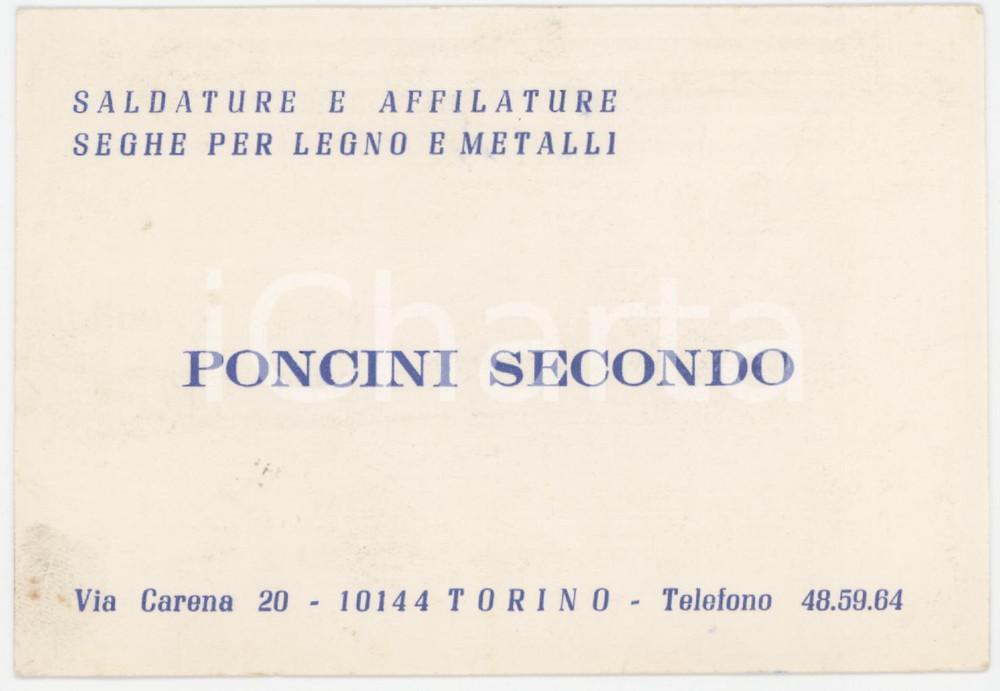 SALDATURE E AFFILATURE
SEGHE PER LEGNO E METALLI
iCharta
PONCINI SECONDO
Via Carena 20 - 10144 TORINO - Telefono 48.59.64